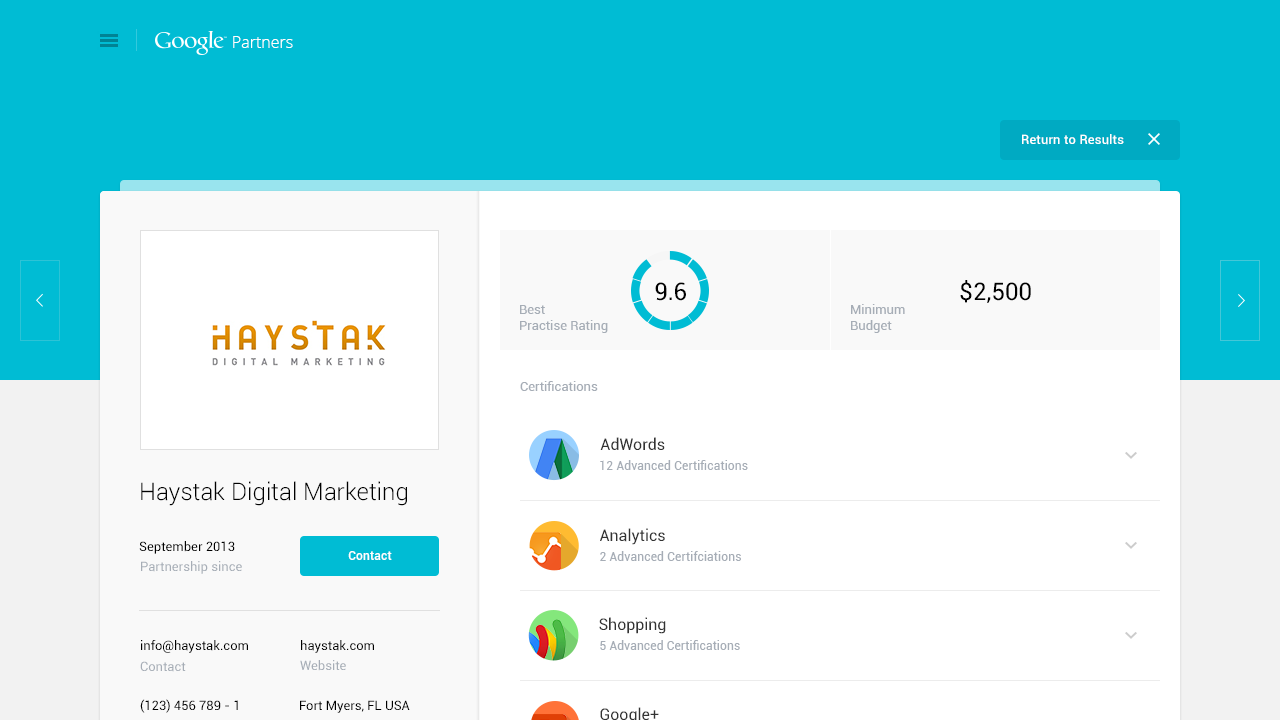 Google Partners
Return to Results
HAYSTAK
DIGITAL MARKETING
Haystak Digital Marketing
September 2013
Partnership since
Contact
info@haystak.com
Contact
haystak.com
Website
(123) 456 789 - 1
Fort Myers, FL USA
Best
Practise Rating
9.6
Minimum
Budget
$2,500
Certifications
AdWords
12 Advanced Certifications
Analytics
2 Advanced Certifciations
Shopping
5 Advanced Certifications
Google+